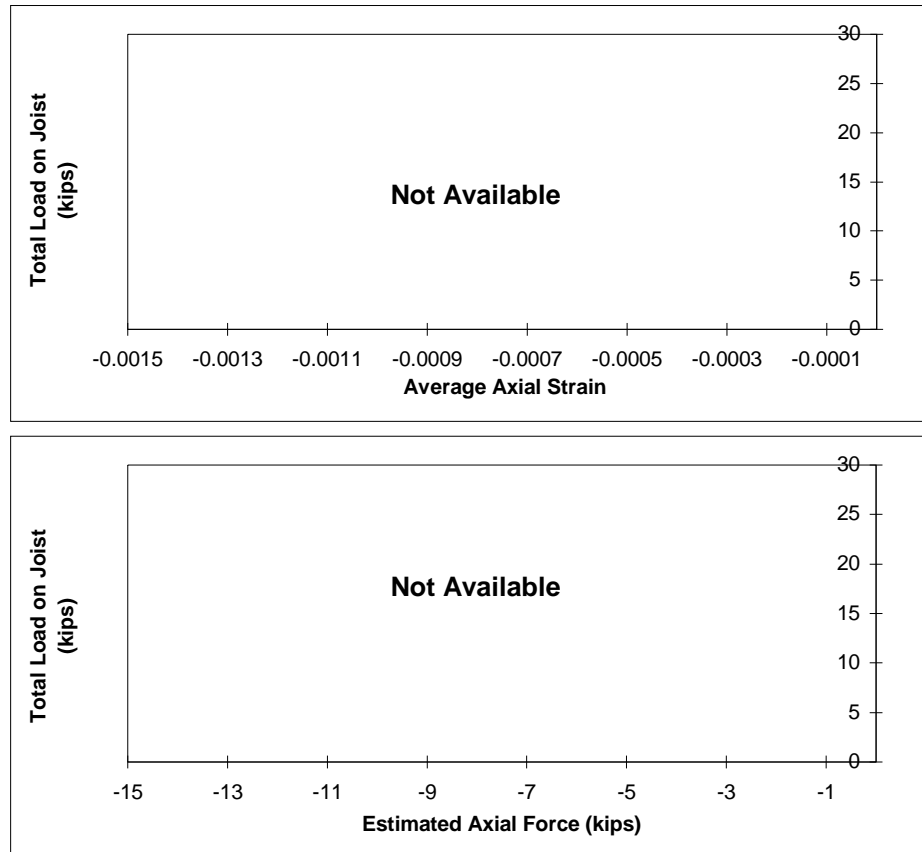 Total Load on Joist
(kips)
30
25
20
15
10
5
0
Not Available
-0.0015 -0.0013 -0.0011 -0.0009 -0.0007 -0.0005 -0.0003 -0.0001
Average Axial Strain
Total Load on Joist
(kips)
30
25
20
15
10
5
0
Not Available
-15 -13 -11 -9 -7 -5 -3 -1
Estimated Axial Force (kips)